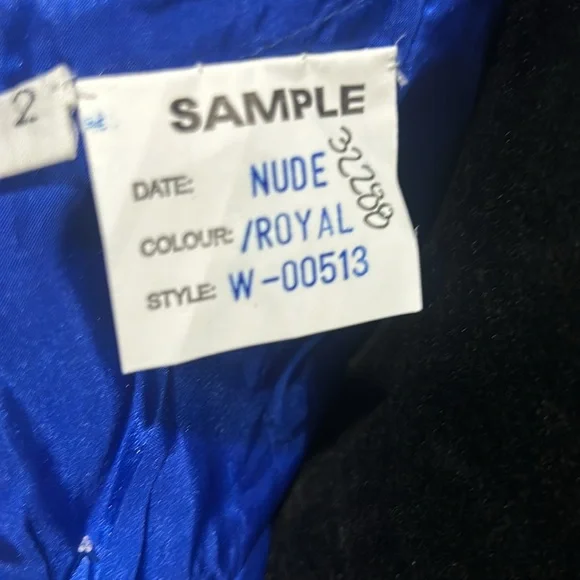 2
SAMPLE
DATE: NUDE
COLOUR: /ROYAL
STYLE: W-00513
32288